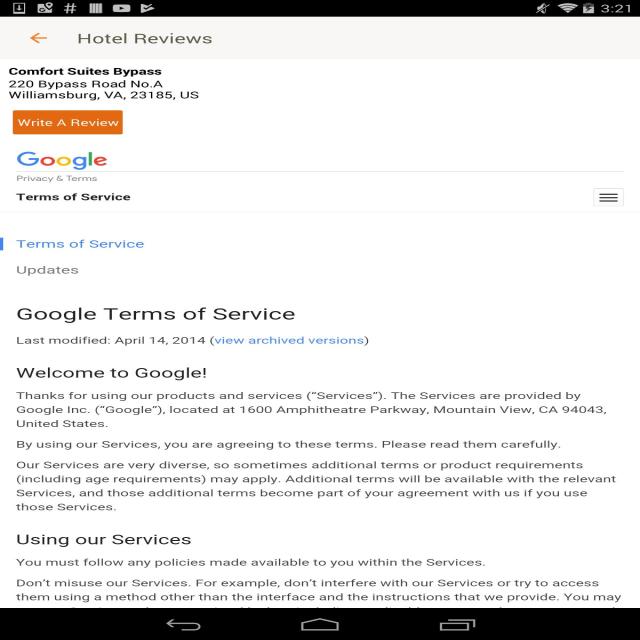 3:21
Hotel Reviews
Comfort Suites Bypass
220 Bypass Road No.A
Williamsburg, VA, 23185, US
Write A Review
Google
Privacy & Terms
Terms of Service
Terms of Service
Updates
Google Terms of Service
Last modified: April 14, 2014 (view archived versions)
Welcome to Google!
Thanks for using our products and services (“Services”). The Services are provided by
Google Inc. (“Google”), located at 1600 Amphitheatre Parkway, Mountain View, CA 94043,
United States.
By using our Services, you are agreeing to these terms. Please read them carefully.
Our Services are very diverse, so sometimes additional terms or product requirements
(including age requirements) may apply. Additional terms will be available with the relevant
Services, and those additional terms become part of your agreement with us if you use
those Services.
Using our Services
You must follow any policies made available to you within the Services.
Don’t misuse our Services. For example, don’t interfere with our Services or try to access
them using a method other than the interface and the instructions that we provide. You may